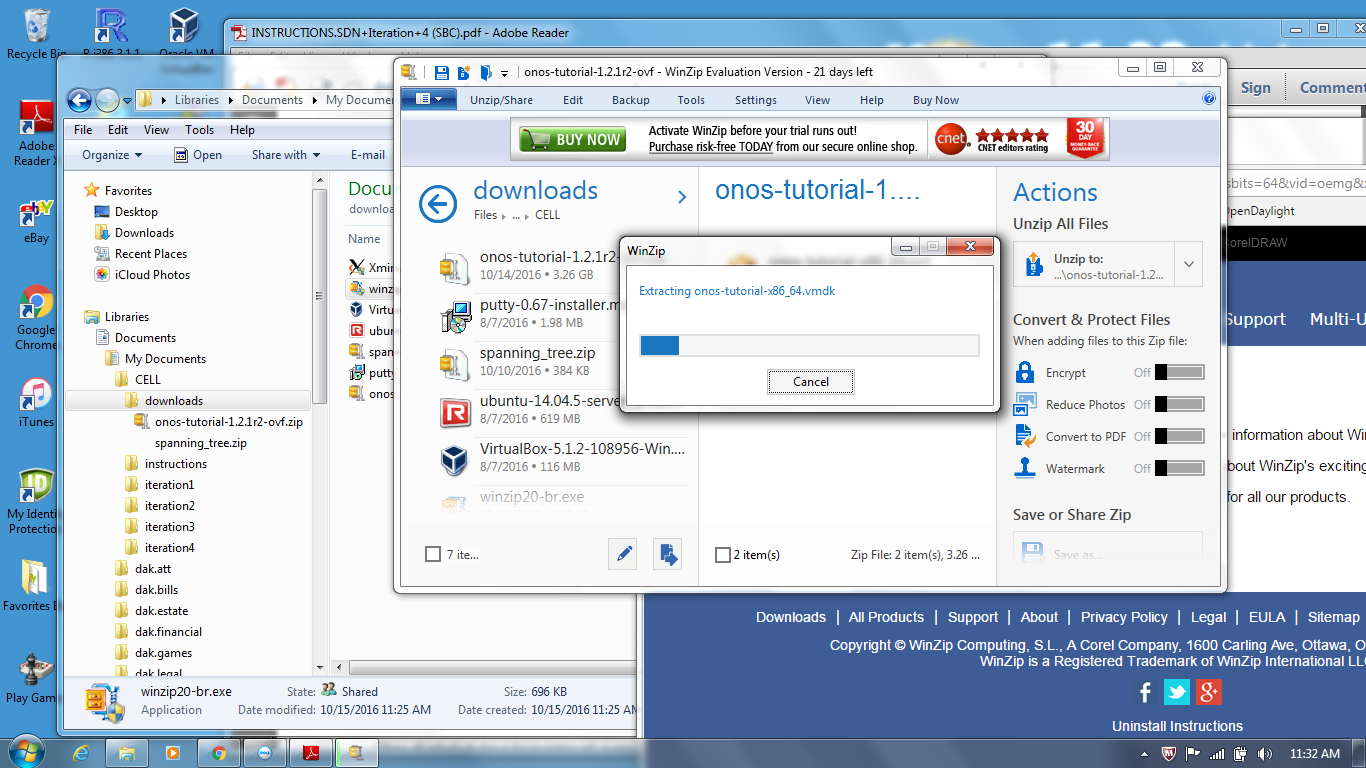 Recycle Bin
Oracle VM
INSTRUCTIONS.SDN+Iteration+4 (SBC).pdf - Adobe Reader
Sign
Comment
Adobe
Reader X
eBay
Google
Chrome
iTunes
My Identity
Protection
Favorites
Play Games
Libraries
Documents
My Documents
File Edit View Tools Help
Organize
Open
Share with
E-mail
Favorites
Desktop
Downloads
Recent Places
iCloud Photos
Libraries
Documents
My Documents
CELL
downloads
onos-tutorial-1.2.1r2-ovf.zip
spanning_tree.zip
instructions
iteration1
iteration2
iteration3
iteration4
dak.att
dak.bills
dak.estate
dak.financial
dak.games
dak.legal
Docu
downloa
Name
Xmin
winz
Virtu
ubun
span
putty
onos
winzip20-br.exe
Application
State: Shared
Date modified: 10/15/2016 11:25 AM
Size: 696 KB
Date created: 10/15/2016 11:25 AM
onos-tutorial-1.2.1r2-ovf - WinZip Evaluation Version - 21 days left
Unzip/Share Edit Backup Tools Settings View Help Buy Now
BUY NOW
Activate WinZip before your trial runs out!
Purchase risk-free TODAY from our secure online shop.
cnet
CNET editors rating
30
DAY
MONEY-BACK
GUARANTEE
downloads
Files ... CELL
onos-tutorial-1.2.1r2-
10/14/2016 • 3.26 GB
putty-0.67-installer.m
8/7/2016 • 1.98 MB
spanning_tree.zip
10/10/2016 • 384 KB
ubuntu-14.04.5-server
8/7/2016 • 619 MB
VirtualBox-5.1.2-108956-Win....
8/7/2016 • 116 MB
winzip20-br.exe
7 ite...
onos-tutorial-1....
2 item(s)
Zip File: 2 item(s), 3.26 ...
WinZip
Extracting onos-tutorial-x86_64.vmdk
Cancel
Actions
Unzip All Files
Unzip to:
...\onos-tutorial-1.2...
Convert & Protect Files
When adding files to this Zip file:
Encrypt Off
Reduce Photos Off
Convert to PDF Off
Watermark Off
Save or Share Zip
Save as...
sbits=64&vid=oemg&x
OpenDaylight
CorelDRAW
Support
Multi-U
information about Win
bout WinZip's exciting
for all our products.
Downloads | All Products | Support | About | Privacy Policy | Legal | EULA | Sitemap
Copyright © WinZip Computing, S.L., A Corel Company, 1600 Carling Ave, Ottawa, O
WinZip is a Registered Trademark of WinZip International LLC
Uninstall Instructions
11:32 AM